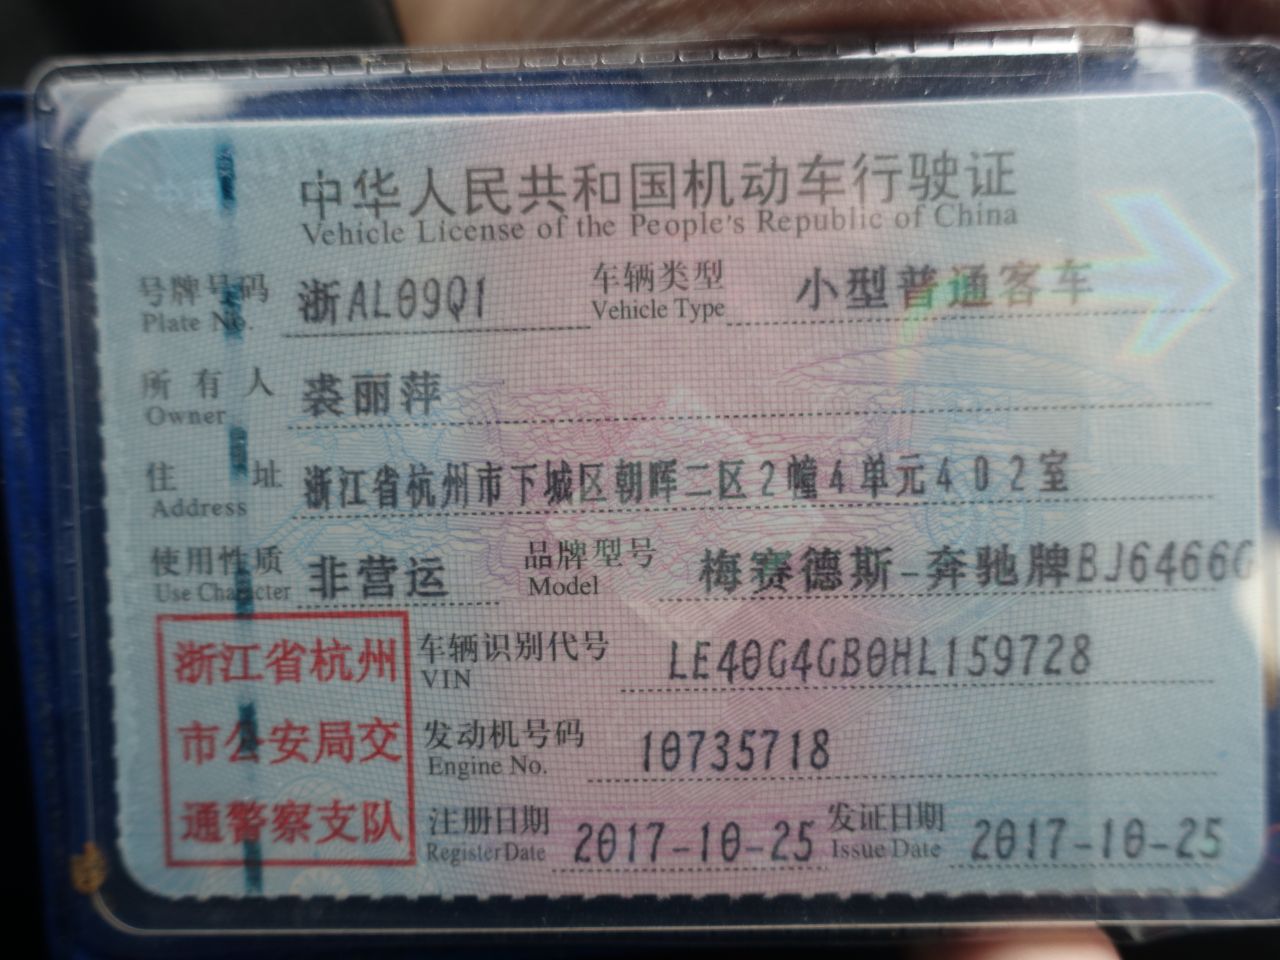 中华人民共和国机动车行驶证
Vehicle License of the People's Republic of China
号牌号码 浙AL09Q1 车辆类型 小型普通客车
Plate No. Vehicle Type
所有人 裘丽萍
Owner
住址 浙江省杭州市下城区朝晖二区2幢4单元402室
Address
使用性质 非营运 品牌型号 梅赛德斯-奔驰牌BJ6466G
Use Character Model
浙江省杭州
市公安局交
通警察支队
车辆识别代号 LE40G4GB0HL159728
VIN
发动机号码 10735718
Engine No.
注册日期 2017-10-25 发证日期 2017-10-25
Register Date Issue Date